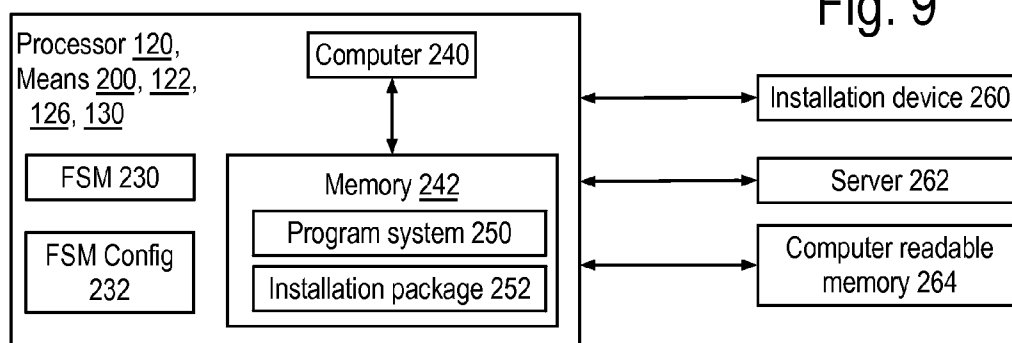 Fig. 9
Processor 120,
Means 200, 122,
126, 130
Computer 240
FSM 230
FSM Config
232
Memory 242
Program system 250
Installation package 252
Installation device 260
Server 262
Computer readable
memory 264